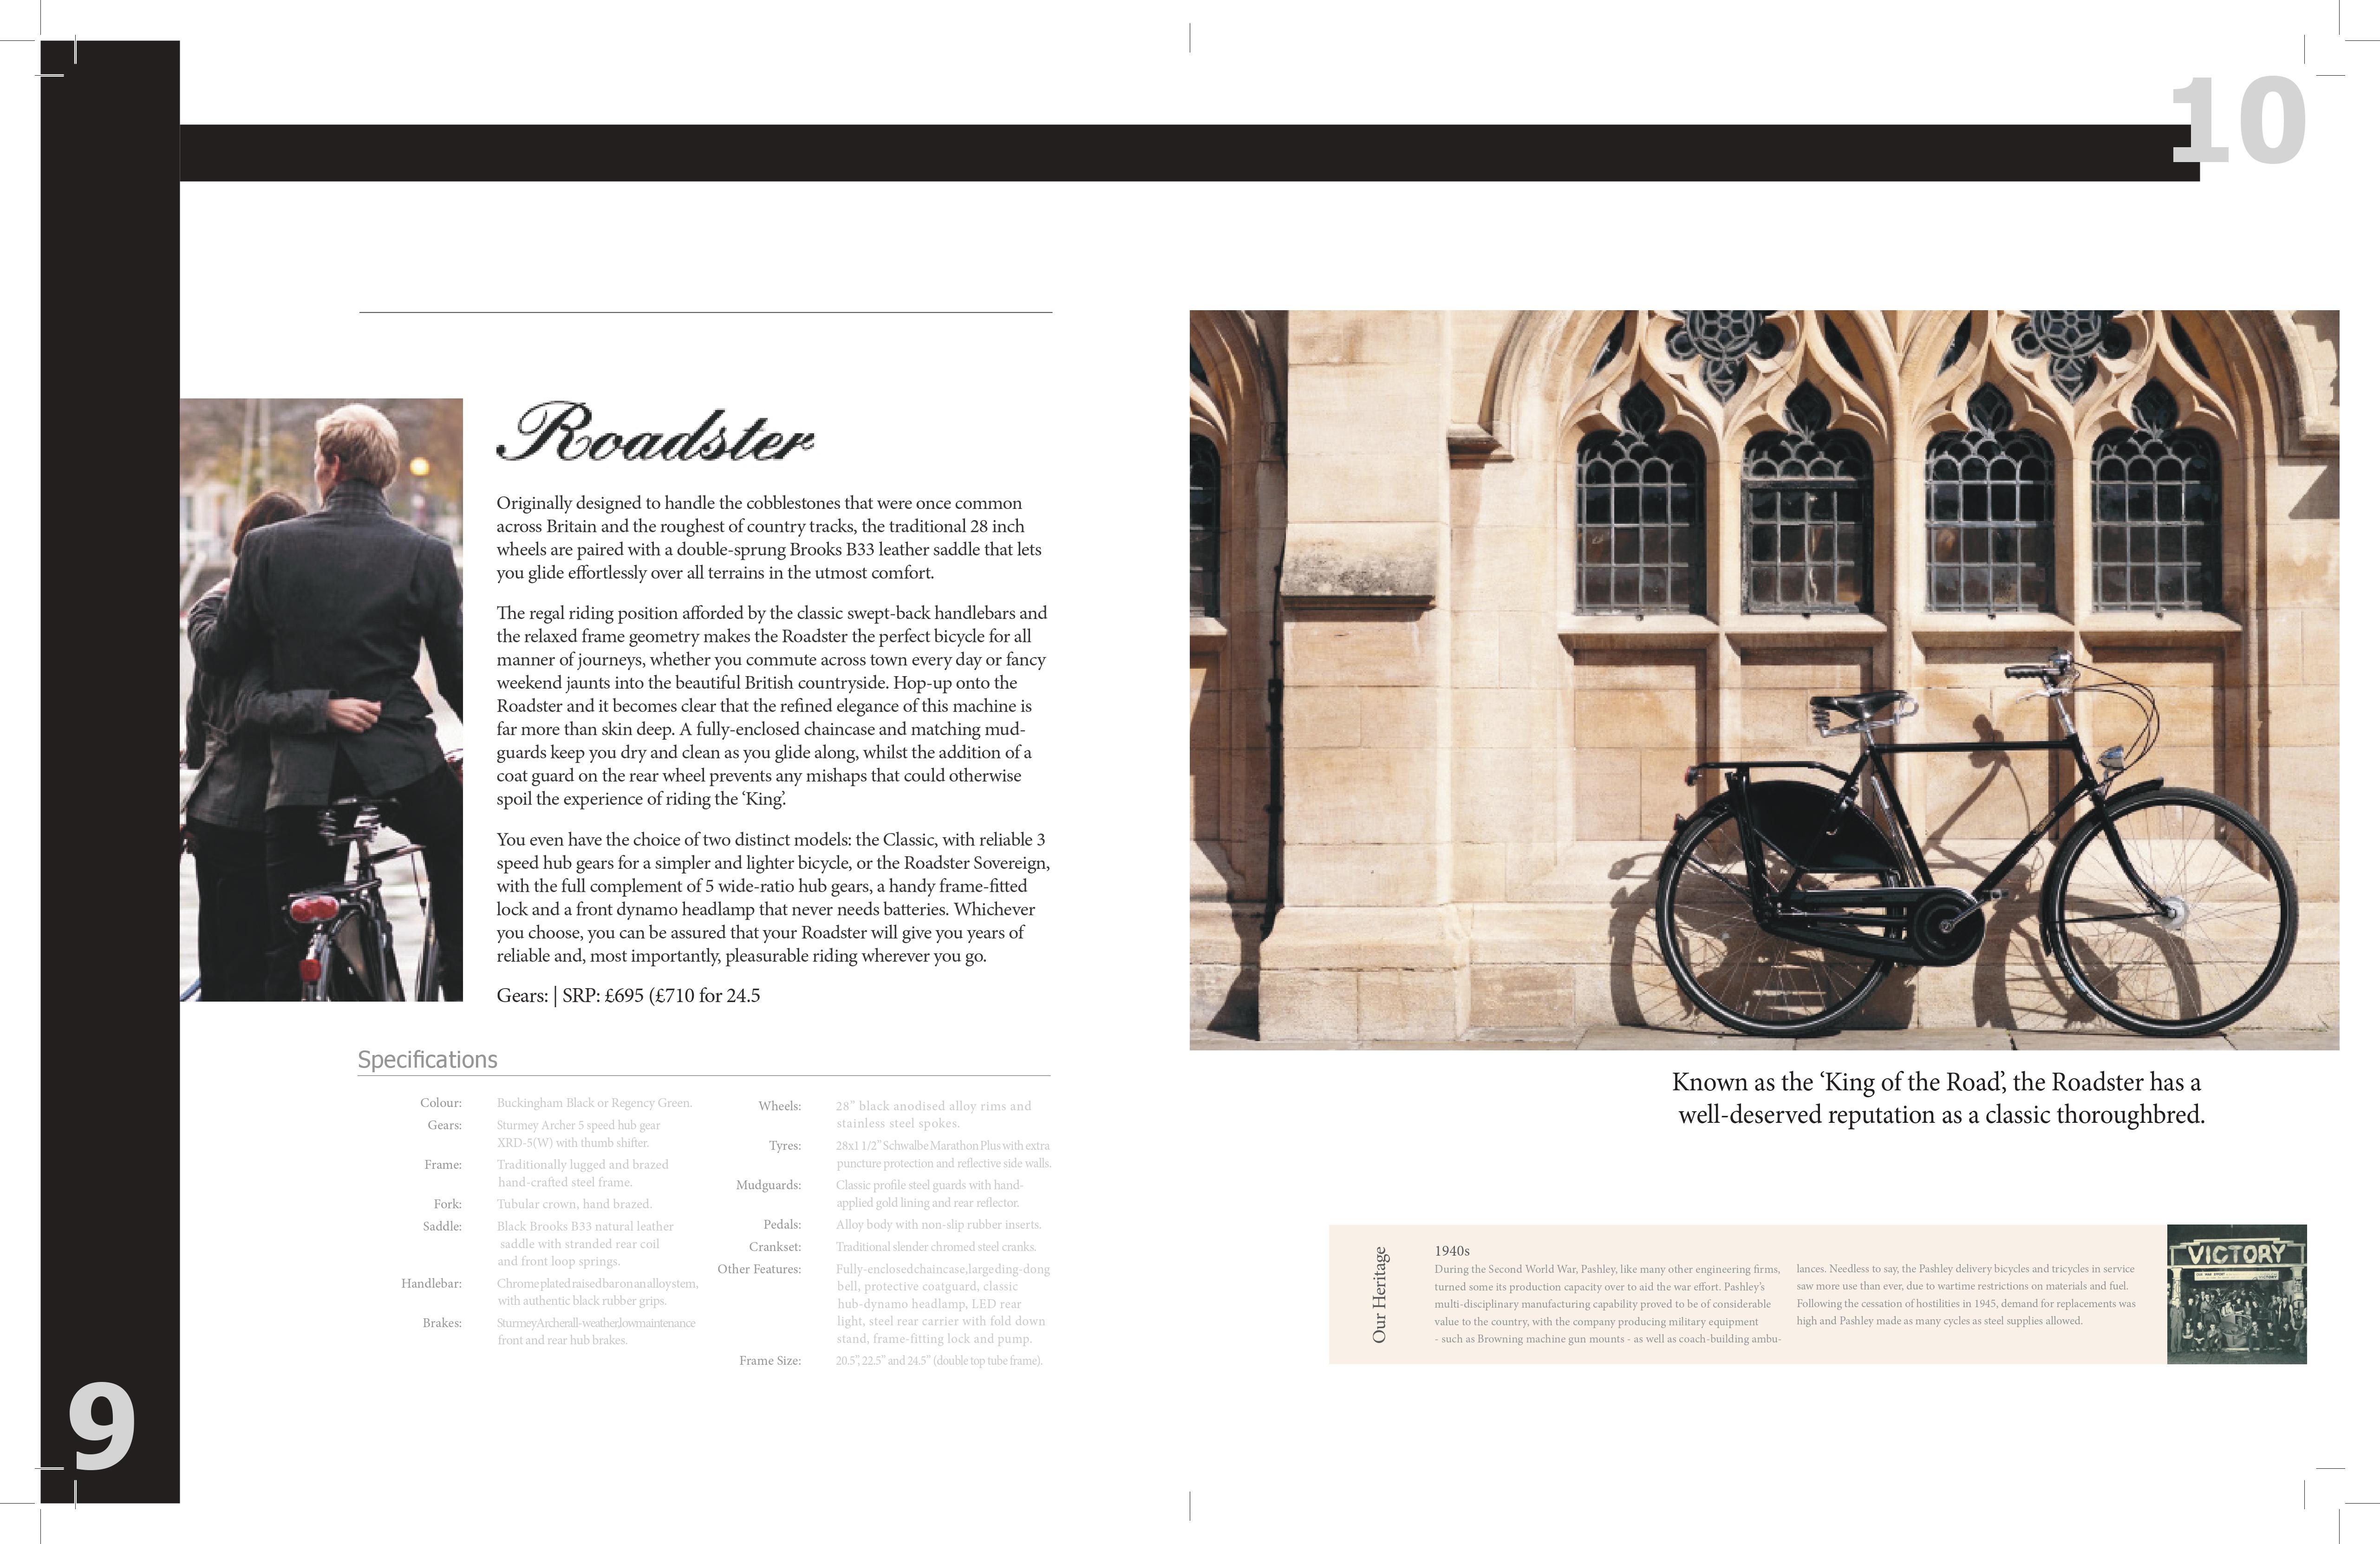 10
Roadster
Originally designed to handle the cobblestones that were once common
across Britain and the roughest of country tracks, the traditional 28 inch
wheels are paired with a double-sprung Brooks B33 leather saddle that lets
you glide effortlessly over all terrains in the utmost comfort.
The regal riding position afforded by the classic swept-back handlebars and
the relaxed frame geometry makes the Roadster the perfect bicycle for all
manner of journeys, whether you commute across town every day or fancy
weekend jaunts into the beautiful British countryside. Hop-up onto the
Roadster and it becomes clear that the refined elegance of this machine is
far more than skin deep. A fully-enclosed chaincase and matching mud-
guards keep you dry and clean as you glide along, whilst the addition of a
coat guard on the rear wheel prevents any mishaps that could otherwise
spoil the experience of riding the ‘King’.
You even have the choice of two distinct models: the Classic, with reliable 3
speed hub gears for a simpler and lighter bicycle, or the Roadster Sovereign,
with the full complement of 5 wide-ratio hub gears, a handy frame-fitted
lock and a front dynamo headlamp that never needs batteries. Whichever
you choose, you can be assured that your Roadster will give you years of
reliable and, most importantly, pleasurable riding wherever you go.
Gears: | SRP: £695 (£710 for 24.5
Specifications
Colour: Buckingham Black or Regency Green.
Gears: Sturmey Archer 5 speed hub gear
XRD-5(W) with thumb shifter.
Frame: Traditionally lugged and brazed
hand-crafted steel frame.
Fork: Tubular crown, hand brazed.
Saddle: Black Brooks B33 natural leather
saddle with stranded rear coil
and front loop springs.
Handlebar: Chrome plated raised bar on an alloy stem,
with authentic black rubber grips.
Brakes: Sturmey Archer all-weather, low maintenance
front and rear hub brakes.
Wheels: 28" black anodised alloy rims and
stainless steel spokes.
Tyres: 28x1 1/2" Schwalbe Marathon Plus with extra
puncture protection and reflective side walls.
Mudguards: Classic profile steel guards with hand-
applied gold lining and rear reflector.
Pedals: Alloy body with non-slip rubber inserts.
Crankset: Traditional slender chromed steel cranks.
Other Features: Fully-enclosed chaincase, large ding-dong
bell, protective coatguard, classic
hub-dynamo headlamp, LED rear
light, steel rear carrier with fold down
stand, frame-fitting lock and pump.
Frame Size: 20.5", 22.5" and 24.5" (double top tube frame).
9
Known as the ‘King of the Road’, the Roadster has a
well-deserved reputation as a classic thoroughbred.
Our Heritage
1940s
During the Second World War, Pashley, like many other engineering firms,
turned some its production capacity over to aid the war effort. Pashley's
multi-disciplinary manufacturing capability proved to be of considerable
value to the country, with the company producing military equipment
- such as Browning machine gun mounts - as well as coach-building ambu-
lances. Needless to say, the Pashley delivery bicycles and tricycles in service
saw more use than ever, due to wartime restrictions on materials and fuel.
Following the cessation of hostilities in 1945, demand for replacements was
high and Pashley made as many cycles as steel supplies allowed.
VICTORY